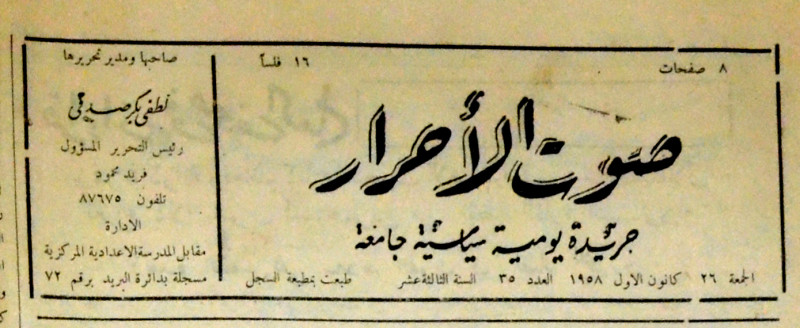 ٨ صفحات
١٦ فلساً
صوت الأحرار
جريدة يومية سياسية جامعة
الجمعة ٢٦ كانون الاول ١٩٥٨ العدد ٣٥ السنة الثالثة عشر طبعت بمطبعة السجل
صاحبها ومدير تحريرها
لطفي بكر صدقي
رئيس التحرير المسؤول
فريد محمود
تلفون ٨٧٦٧٥
الادارة
مقابل المدرسة الاعدادية المركزية
مسجلة بدائرة البريد برقم ٧٢